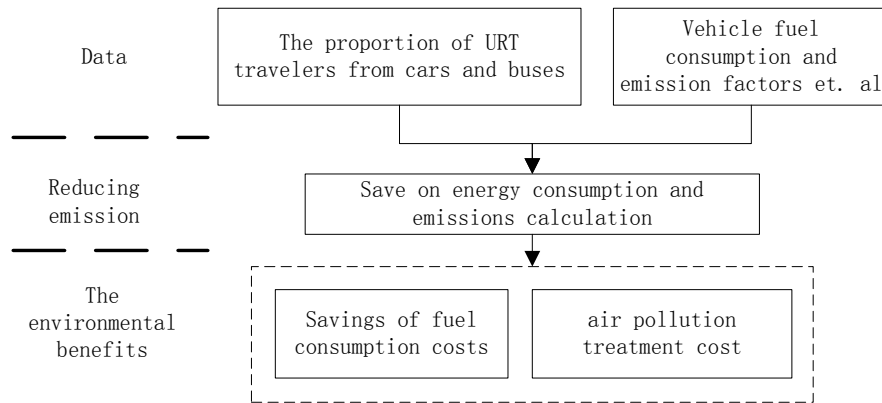 Data
The proportion of URT
travelers from cars and buses
Vehicle fuel
consumption and
emission factors et. al
Reducing
emission
Save on energy consumption and
emissions calculation
The
environmental
benefits
Savings of fuel
consumption costs
air pollution
treatment cost